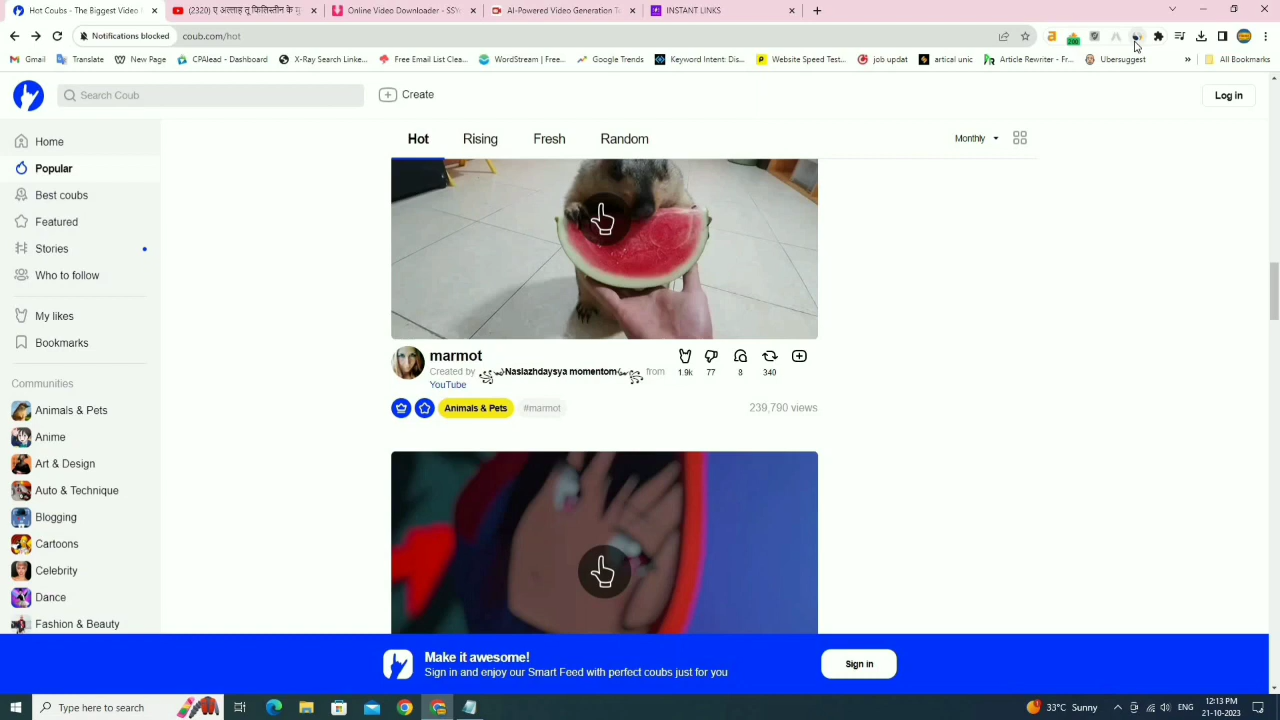 Hot Coubs - The Biggest Video
(2320) ए अल्लाह तू फिलिस्तीन के मु
Online Video Downloader - SSV
AI-Powered Video Generation T
INSTANT LINKS
Notifications blocked
coub.com/hot
200
Gmail
Translate
New Page
CPAlead - Dashboard
X-Ray Search Linke...
Free Email List Clea...
WordStream | Free...
Google Trends
Keyword Intent: Dis...
Website Speed Test...
job updat
artical unic
Article Rewriter - Fr...
Ubersuggest
»
All Bookmarks
Search Coub
Create
Log in
Hot
Rising
Fresh
Random
Monthly
Home
Popular
Best coubs
Featured
Stories
Who to follow
My likes
Bookmarks
Communities
Animals & Pets
Anime
Art & Design
Auto & Technique
Blogging
Cartoons
Celebrity
Dance
Fashion & Beauty
marmot
Created by Naslazhdaysya momentom from
YouTube
1.9k
77
8
340
Animals & Pets
#marmot
239,790 views
Make it awesome!
Sign in and enjoy our Smart Feed with perfect coubs just for you
Sign in
Type here to search
33°C Sunny
ENG
12:13 PM
21-10-2023